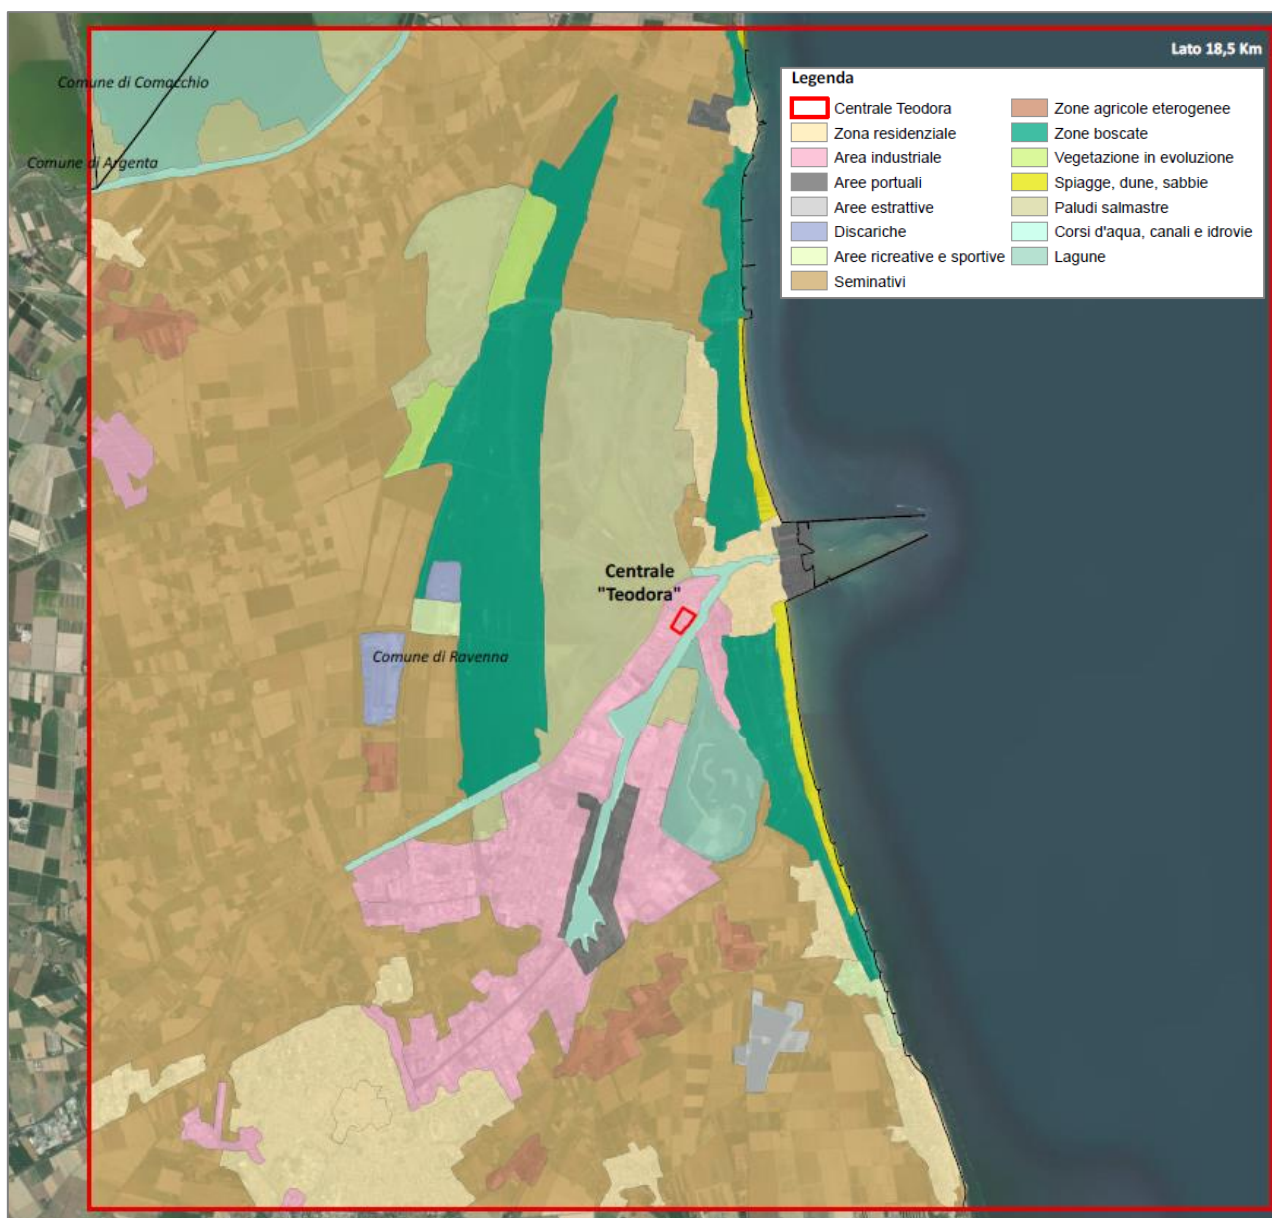 Lato 18,5 Km
Comune di Comacchio
Comune di Argenta
Legenda
Centrale Teodora
Zona residenziale
Area industriale
Aree portuali
Aree estrattive
Discariche
Aree ricreative e sportive
Seminativi
Zone agricole eterogenee
Zone boscate
Vegetazione in evoluzione
Spiagge, dune, sabbie
Paludi salmastre
Corsi d'aqua, canali e idrovie
Lagune
Centrale
"Teodora"
Comune di Ravenna